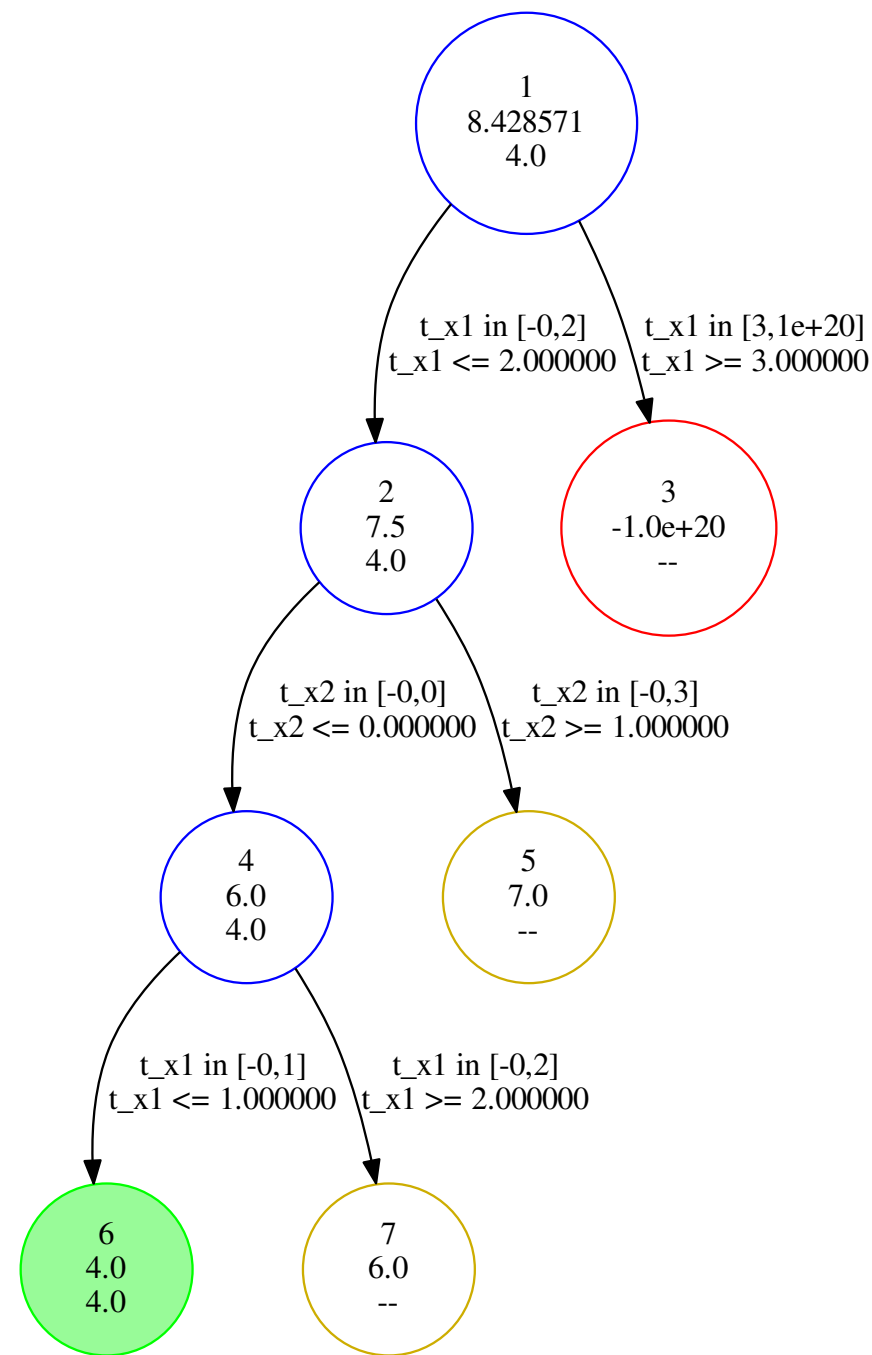 1
8.428571
4.0
t_x1 in [-0,2]
t_x1 <= 2.000000
t_x1 in [3,1e+20]
t_x1 >= 3.000000
2
7.5
4.0
3
-1.0e+20
--
t_x2 in [-0,0]
t_x2 <= 0.000000
t_x2 in [-0,3]
t_x2 >= 1.000000
4
6.0
4.0
5
7.0
--
t_x1 in [-0,1]
t_x1 <= 1.000000
t_x1 in [-0,2]
t_x1 >= 2.000000
6
4.0
4.0
7
6.0
--